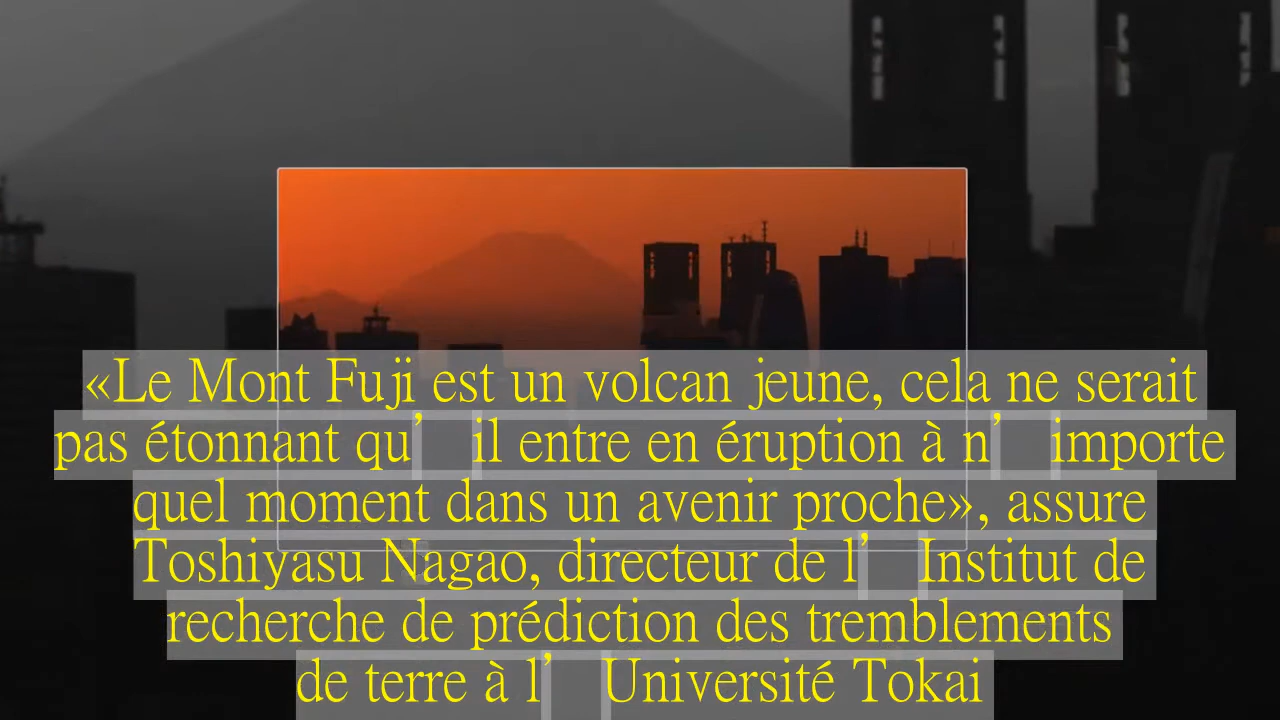 «Le Mont Fuji est un volcan jeune, cela ne serait
pas étonnant qu’il entre en éruption à n’importe
quel moment dans un avenir proche», assure
Toshiyasu Nagao, directeur de l’Institut de
recherche de prédiction des tremblements
de terre à l’Université Tokai